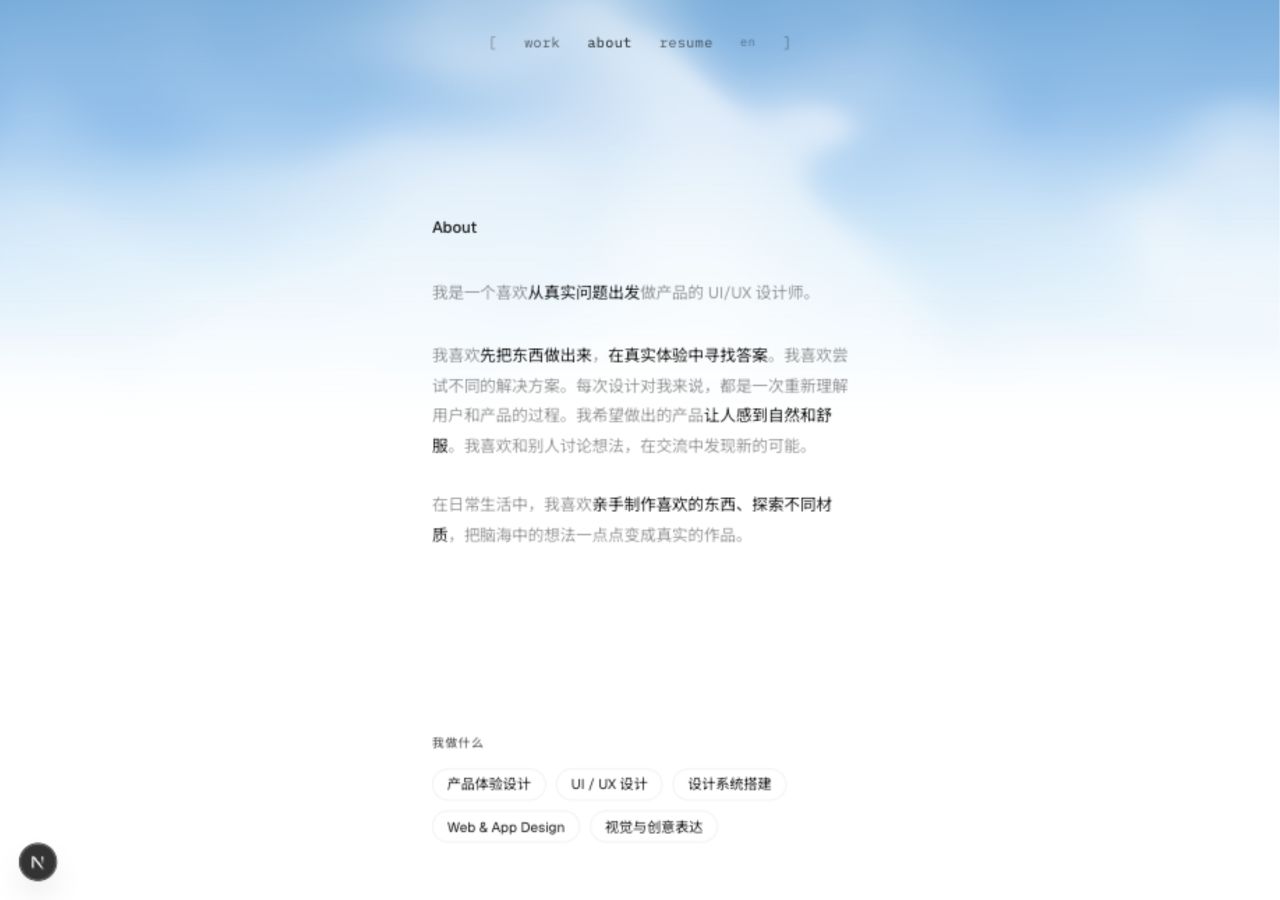 [ work about resume en ]
About
我是一个喜欢从真实问题出发做产品的 UI/UX 设计师。
我喜欢先把东西做出来，在真实体验中寻找答案。我喜欢尝
试不同的解决方案。每次设计对我来说，都是一次重新理解
用户和产品的过程。我希望做出的产品让人感到自然和舒
服。我喜欢和别人讨论想法，在交流中发现新的可能。
在日常生活中，我喜欢亲手制作喜欢的东西、探索不同材
质，把脑海中的想法一点点变成真实的作品。
我做什么
产品体验设计 UI / UX 设计 设计系统搭建
Web & App Design 视觉与创意表达
N